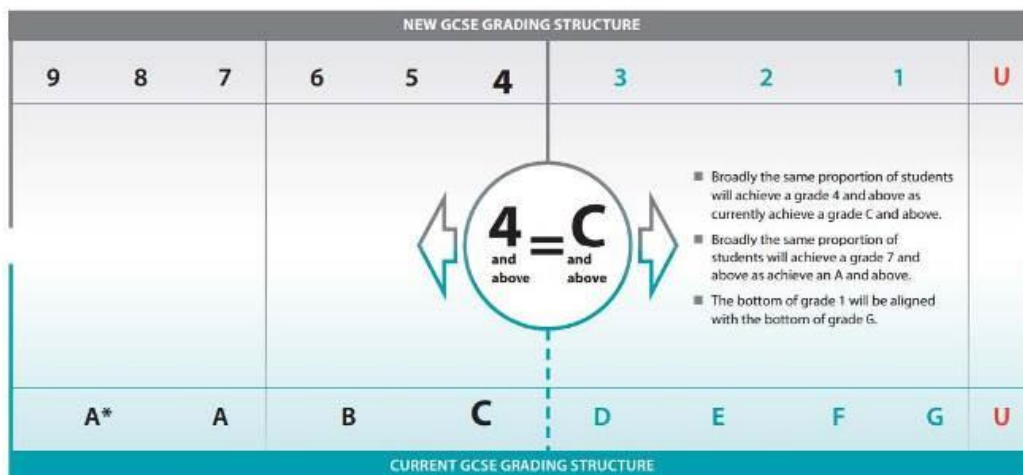 NEW GCSE GRADING STRUCTURE
9 8 7 6 5 4 3 2 1 U
4 and above = C and above
■ Broadly the same proportion of students
will achieve a grade 4 and above as
currently achieve a grade C and above.
■ Broadly the same proportion of
students will achieve a grade 7 and
above as achieve an A and above.
■ The bottom of grade 1 will be aligned
with the bottom of grade G.
A* A B C D E F G U
CURRENT GCSE GRADING STRUCTURE